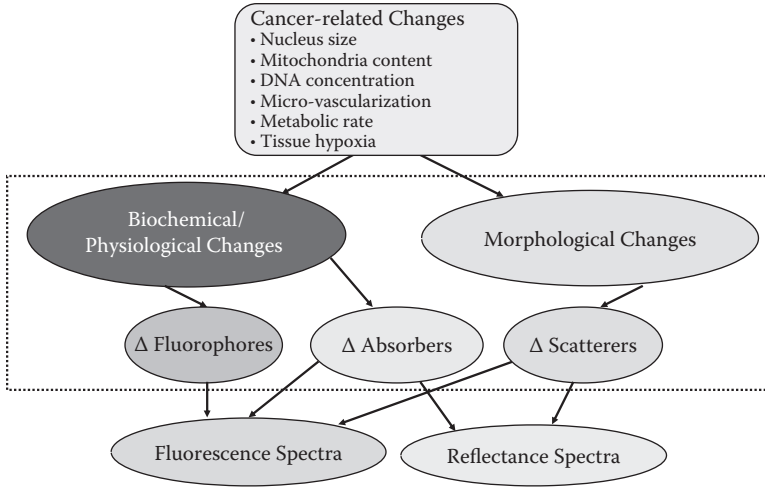 Cancer-related Changes
• Nucleus size
• Mitochondria content
• DNA concentration
• Micro-vascularization
• Metabolic rate
• Tissue hypoxia
Biochemical/
Physiological Changes
Morphological Changes
Δ Fluorophores
Δ Absorbers
Δ Scatterers
Fluorescence Spectra
Reflectance Spectra